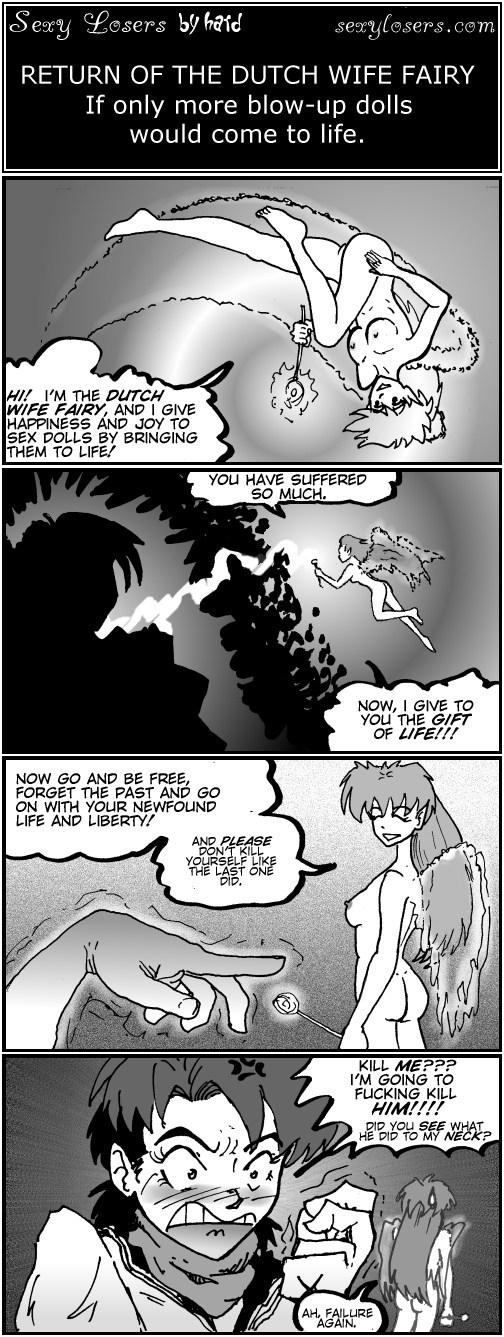 Sexy Losers by hard
sexylosers.com
RETURN OF THE DUTCH WIFE FAIRY
If only more blow-up dolls
would come to life.
HI! I'M THE DUTCH
WIFE FAIRY, AND I GIVE
HAPPINESS AND JOY TO
SEX DOLLS BY BRINGING
THEM TO LIFE!
YOU HAVE SUFFERED
SO MUCH.
NOW, I GIVE TO
YOU THE GIFT
OF LIFE!!!
NOW GO AND BE FREE,
FORGET THE PAST AND GO
ON WITH YOUR NEWFOUND
LIFE AND LIBERTY!
AND PLEASE
DON'T KILL
YOURSELF LIKE
THE LAST ONE
DID.
KILL ME???
I'M GOING TO
FUCKING KILL
HIM!!!!
DID YOU SEE WHAT
HE DID TO MY NECK?
AH, FAILURE
AGAIN.